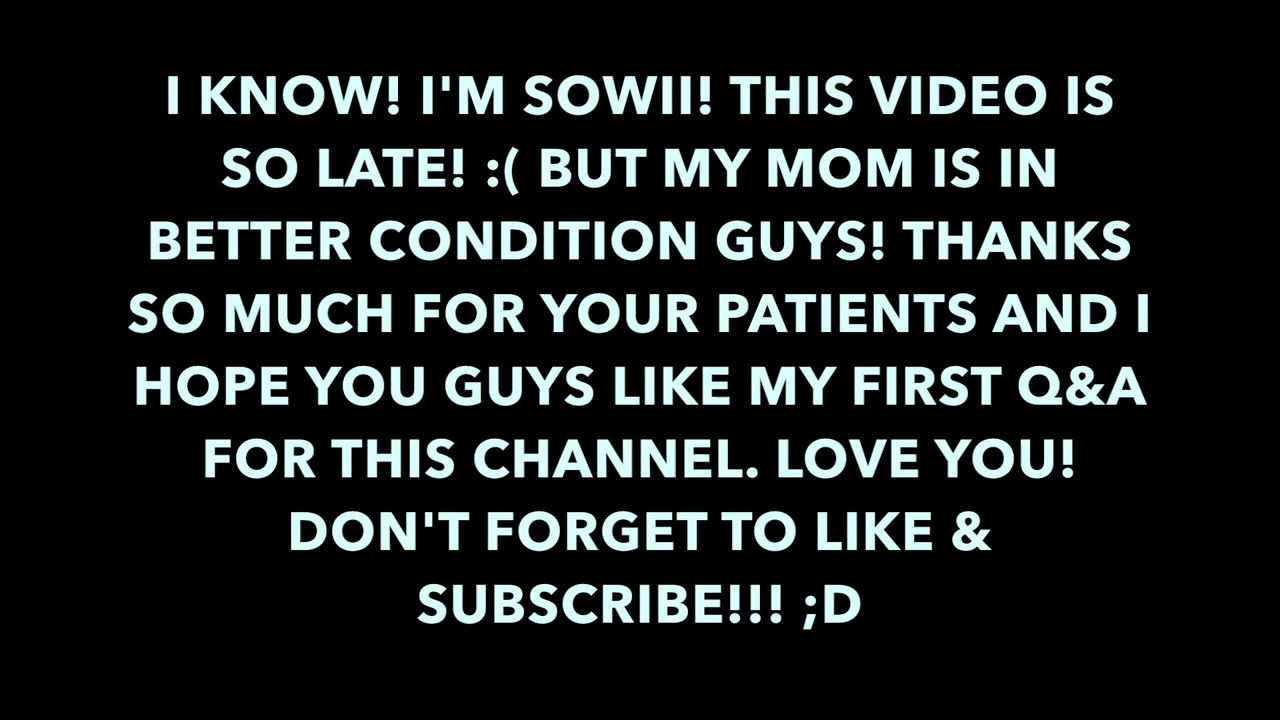 I KNOW! I'M SOWII! THIS VIDEO IS
SO LATE! :( BUT MY MOM IS IN
BETTER CONDITION GUYS! THANKS
SO MUCH FOR YOUR PATIENTS AND I
HOPE YOU GUYS LIKE MY FIRST Q&A
FOR THIS CHANNEL. LOVE YOU!
DON'T FORGET TO LIKE &
SUBSCRIBE!!! ;D